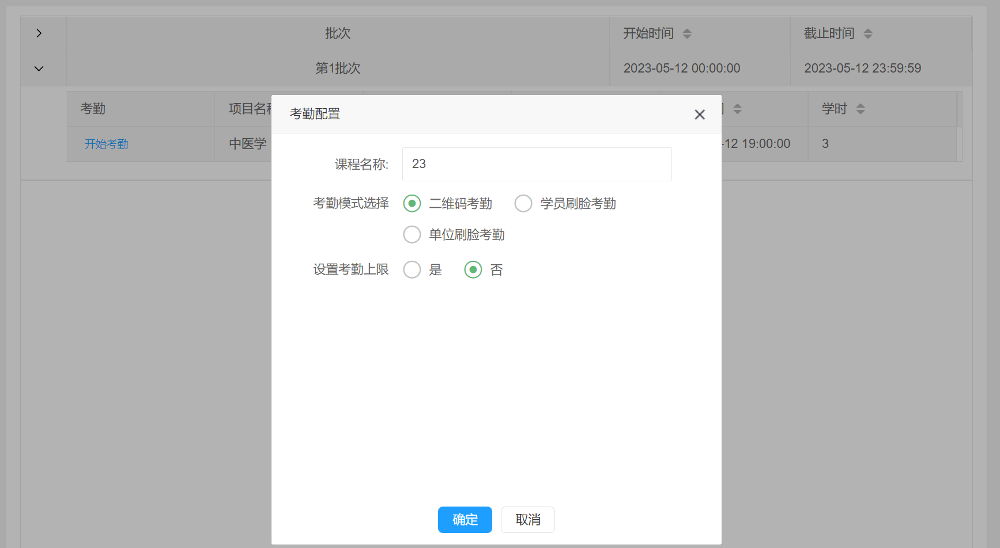 批次 开始时间 截止时间
第1批次 2023-05-12 00:00:00 2023-05-12 23:59:59
考勤 项目名 学时
开始考勤 中医学 -12 19:00:00 3
考勤配置
课程名称: 23
考勤模式选择 二维码考勤 学员刷脸考勤
单位刷脸考勤
设置考勤上限 是 否
确定 取消